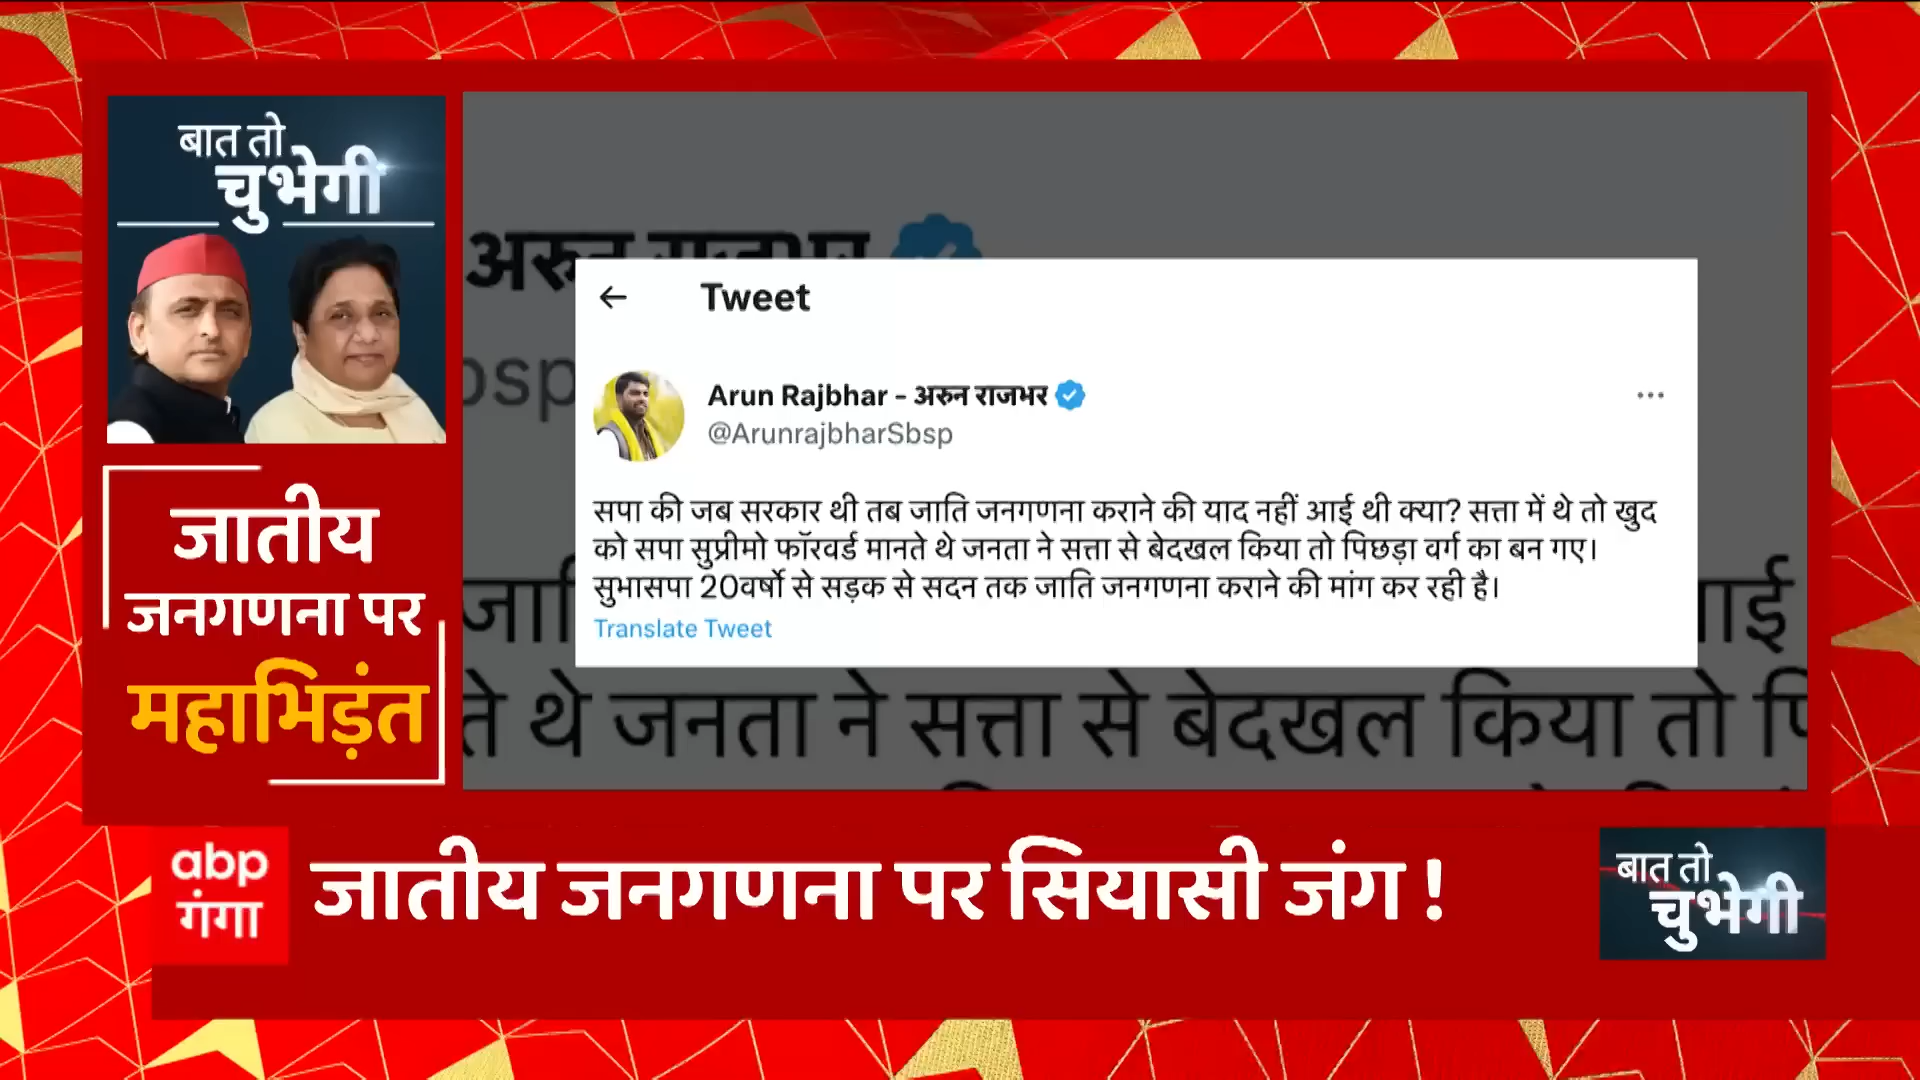 बात तो
चुभेगी
जातीय
जनगणना पर
महाभिड़ंत
अरुन राजभर
Tweet
Arun Rajbhar - अरुन राजभर
@ArunrajbharSbsp
सपा की जब सरकार थी तब जाति जनगणना कराने की याद नहीं आई थी क्या? सत्ता में थे तो खुद
को सपा सुप्रीमो फॉरवर्ड मानते थे जनता ने सत्ता से बेदखल किया तो पिछड़ा वर्ग का बन गए।
सुभासपा 20वर्षो से सड़क से सदन तक जाति जनगणना कराने की मांग कर रही है।
Translate Tweet
ते थे जनता ने सत्ता से बेदखल किया तो
abp
गंगा
जातीय जनगणना पर सियासी जंग !
बात तो
चुभेगी